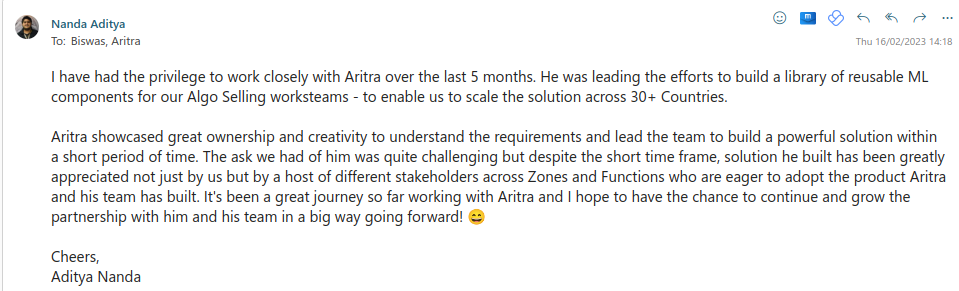 Nanda Aditya
To: Biswas, Aritra
Thu 16/02/2023 14:18
I have had the privilege to work closely with Aritra over the last 5 months. He was leading the efforts to build a library of reusable ML
components for our Algo Selling worksteams - to enable us to scale the solution across 30+ Countries.
Aritra showcased great ownership and creativity to understand the requirements and lead the team to build a powerful solution within
a short period of time. The ask we had of him was quite challenging but despite the short time frame, solution he built has been greatly
appreciated not just by us but by a host of different stakeholders across Zones and Functions who are eager to adopt the product Aritra
and his team has built. It's been a great journey so far working with Aritra and I hope to have the chance to continue and grow the
partnership with him and his team in a big way going forward! 😄
Cheers,
Aditya Nanda